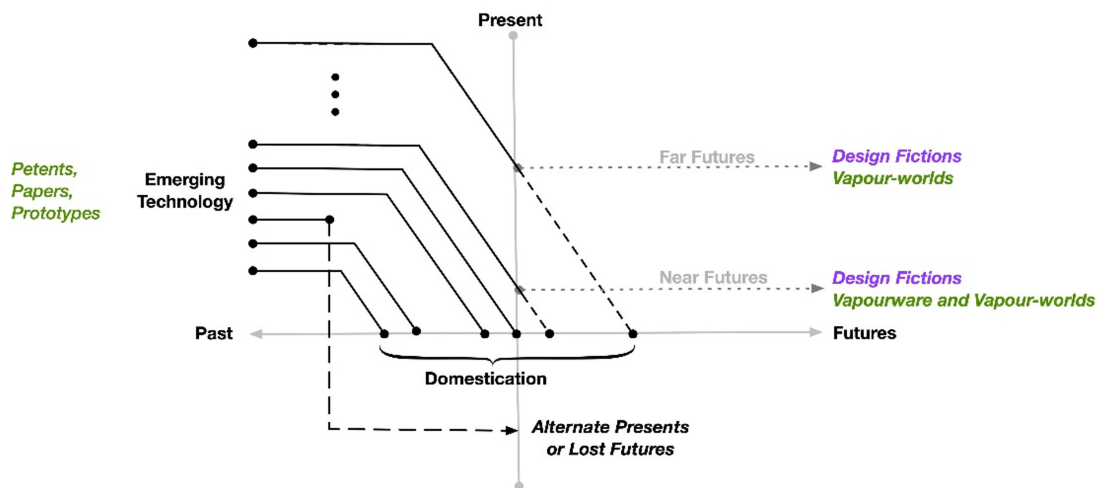 Present
Far Futures
Design Fictions
Vapour-worlds
Petents,
Papers,
Prototypes
Emerging
Technology
Near Futures
Design Fictions
Vapourware and Vapour-worlds
Past
Futures
Domestication
Alternate Presents
or Lost Futures